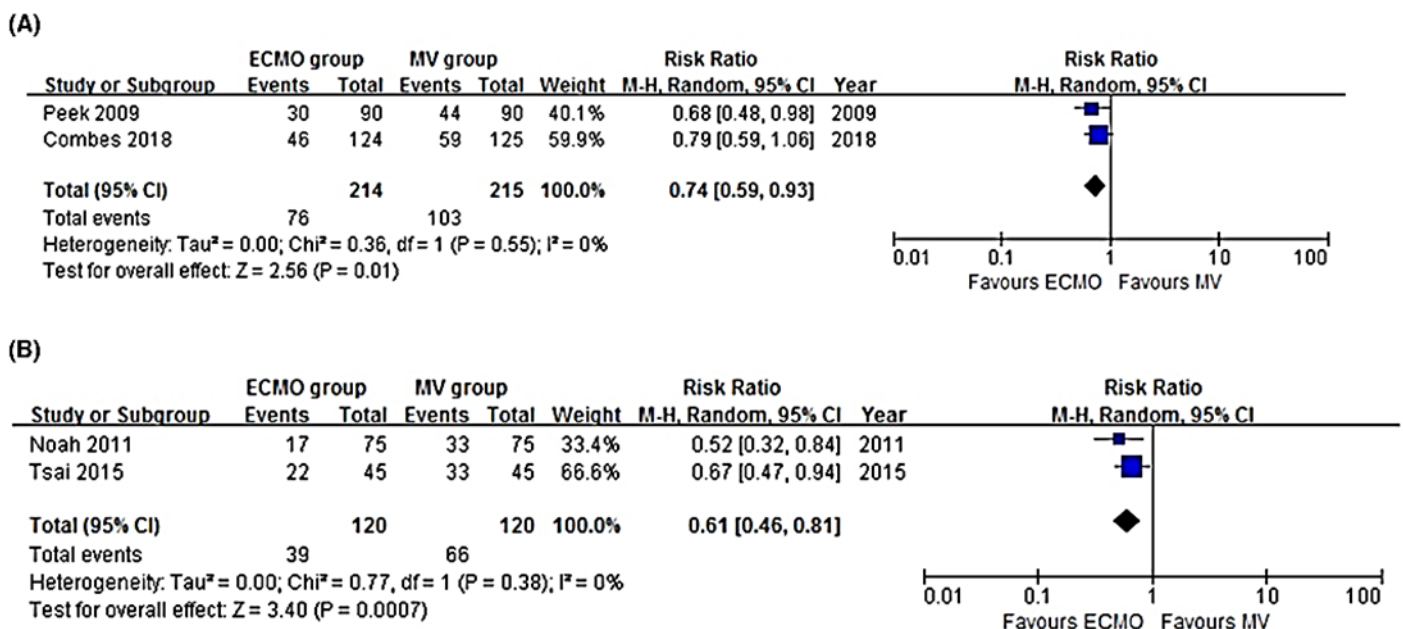 (A)
ECMO group MV group Risk Ratio Risk Ratio
Study or Subgroup Events Total Events Total Weight M-H, Random, 95% CI Year M-H, Random, 95% CI
Peek 2009 30 90 44 90 40.1% 0.68 [0.48, 0.98] 2009
Combes 2018 46 124 59 125 59.9% 0.79 [0.59, 1.06] 2018
Total (95% CI) 214 215 100.0% 0.74 [0.59, 0.93]
Total events 76 103
Heterogeneity: Tau² = 0.00; Chi² = 0.36, df = 1 (P = 0.55); I² = 0%
Test for overall effect: Z = 2.56 (P = 0.01)
0.01 0.1 1 10 100
Favours ECMO Favours MV
(B)
ECMO group MV group Risk Ratio Risk Ratio
Study or Subgroup Events Total Events Total Weight M-H, Random, 95% CI Year M-H, Random, 95% CI
Noah 2011 17 75 33 75 33.4% 0.52 [0.32, 0.84] 2011
Tsai 2015 22 45 33 45 66.6% 0.67 [0.47, 0.94] 2015
Total (95% CI) 120 120 100.0% 0.61 [0.46, 0.81]
Total events 39 66
Heterogeneity: Tau² = 0.00; Chi² = 0.77, df = 1 (P = 0.38); I² = 0%
Test for overall effect: Z = 3.40 (P = 0.0007)
0.01 0.1 1 10 100
Favours ECMO Favours MV